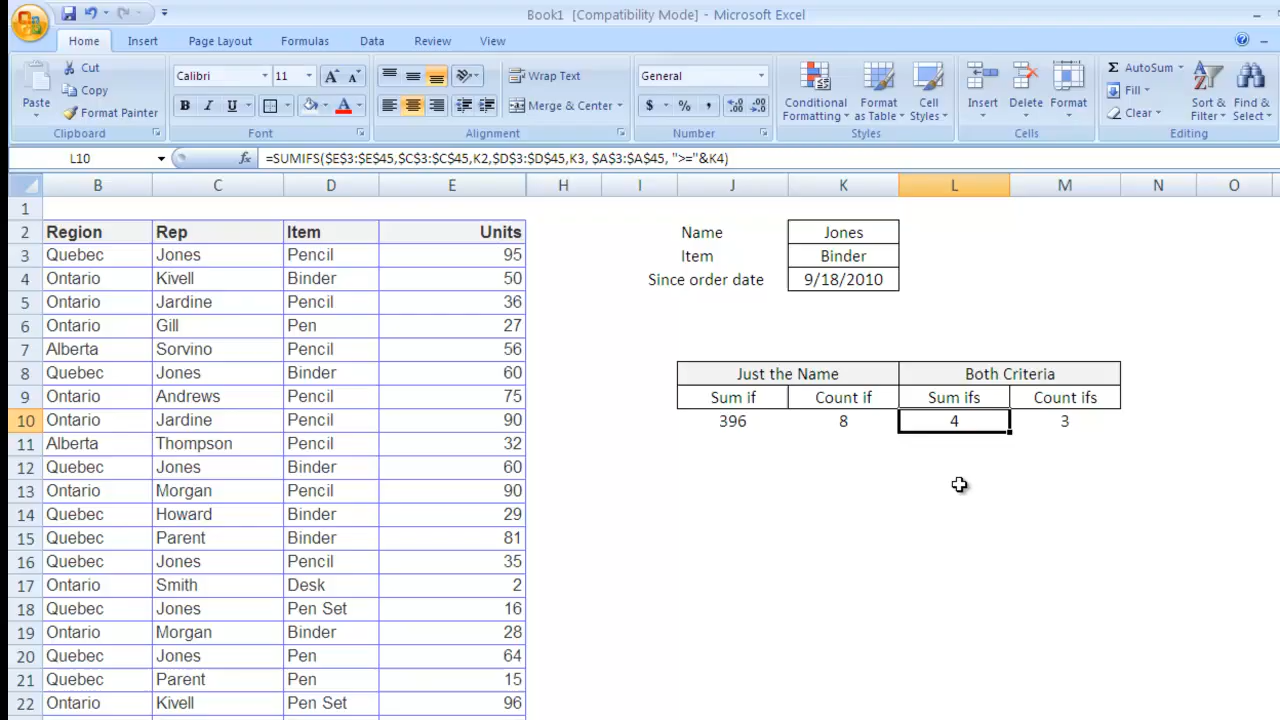 Book1 [Compatibility Mode] - Microsoft Excel
Home Insert Page Layout Formulas Data Review View
Paste Cut Copy Format Painter
Calibri 11 A A
B I U A
Wrap Text
Merge & Center
General
$ % , .0 .00 .00 .0
Conditional Formatting Format as Table Cell Styles
Insert Delete Format
Σ AutoSum Fill Clear
Sort & Filter Find & Select
Clipboard Font Alignment Number Styles Cells Editing
L10 fx =SUMIFS($E$3:$E$45,$C$3:$C$45,K2,$D$3:$D$45,K3, $A$3:$A$45, ">="&K4)
B C D E H I J K L M N O
1
2 Region Rep Item Units Name Jones
3 Quebec Jones Pencil 95 Item Binder
4 Ontario Kivell Binder 50 Since order date 9/18/2010
5 Ontario Jardine Pencil 36
6 Ontario Gill Pen 27
7 Alberta Sorvino Pencil 56
8 Quebec Jones Binder 60 Just the Name Both Criteria
9 Ontario Andrews Pencil 75 Sum if Count if Sum ifs Count ifs
10 Ontario Jardine Pencil 90 396 8 4 3
11 Alberta Thompson Pencil 32
12 Quebec Jones Binder 60
13 Ontario Morgan Pencil 90
14 Quebec Howard Binder 29
15 Quebec Parent Binder 81
16 Quebec Jones Pencil 35
17 Ontario Smith Desk 2
18 Quebec Jones Pen Set 16
19 Ontario Morgan Binder 28
20 Quebec Jones Pen 64
21 Quebec Parent Pen 15
22 Ontario Kivell Pen Set 96